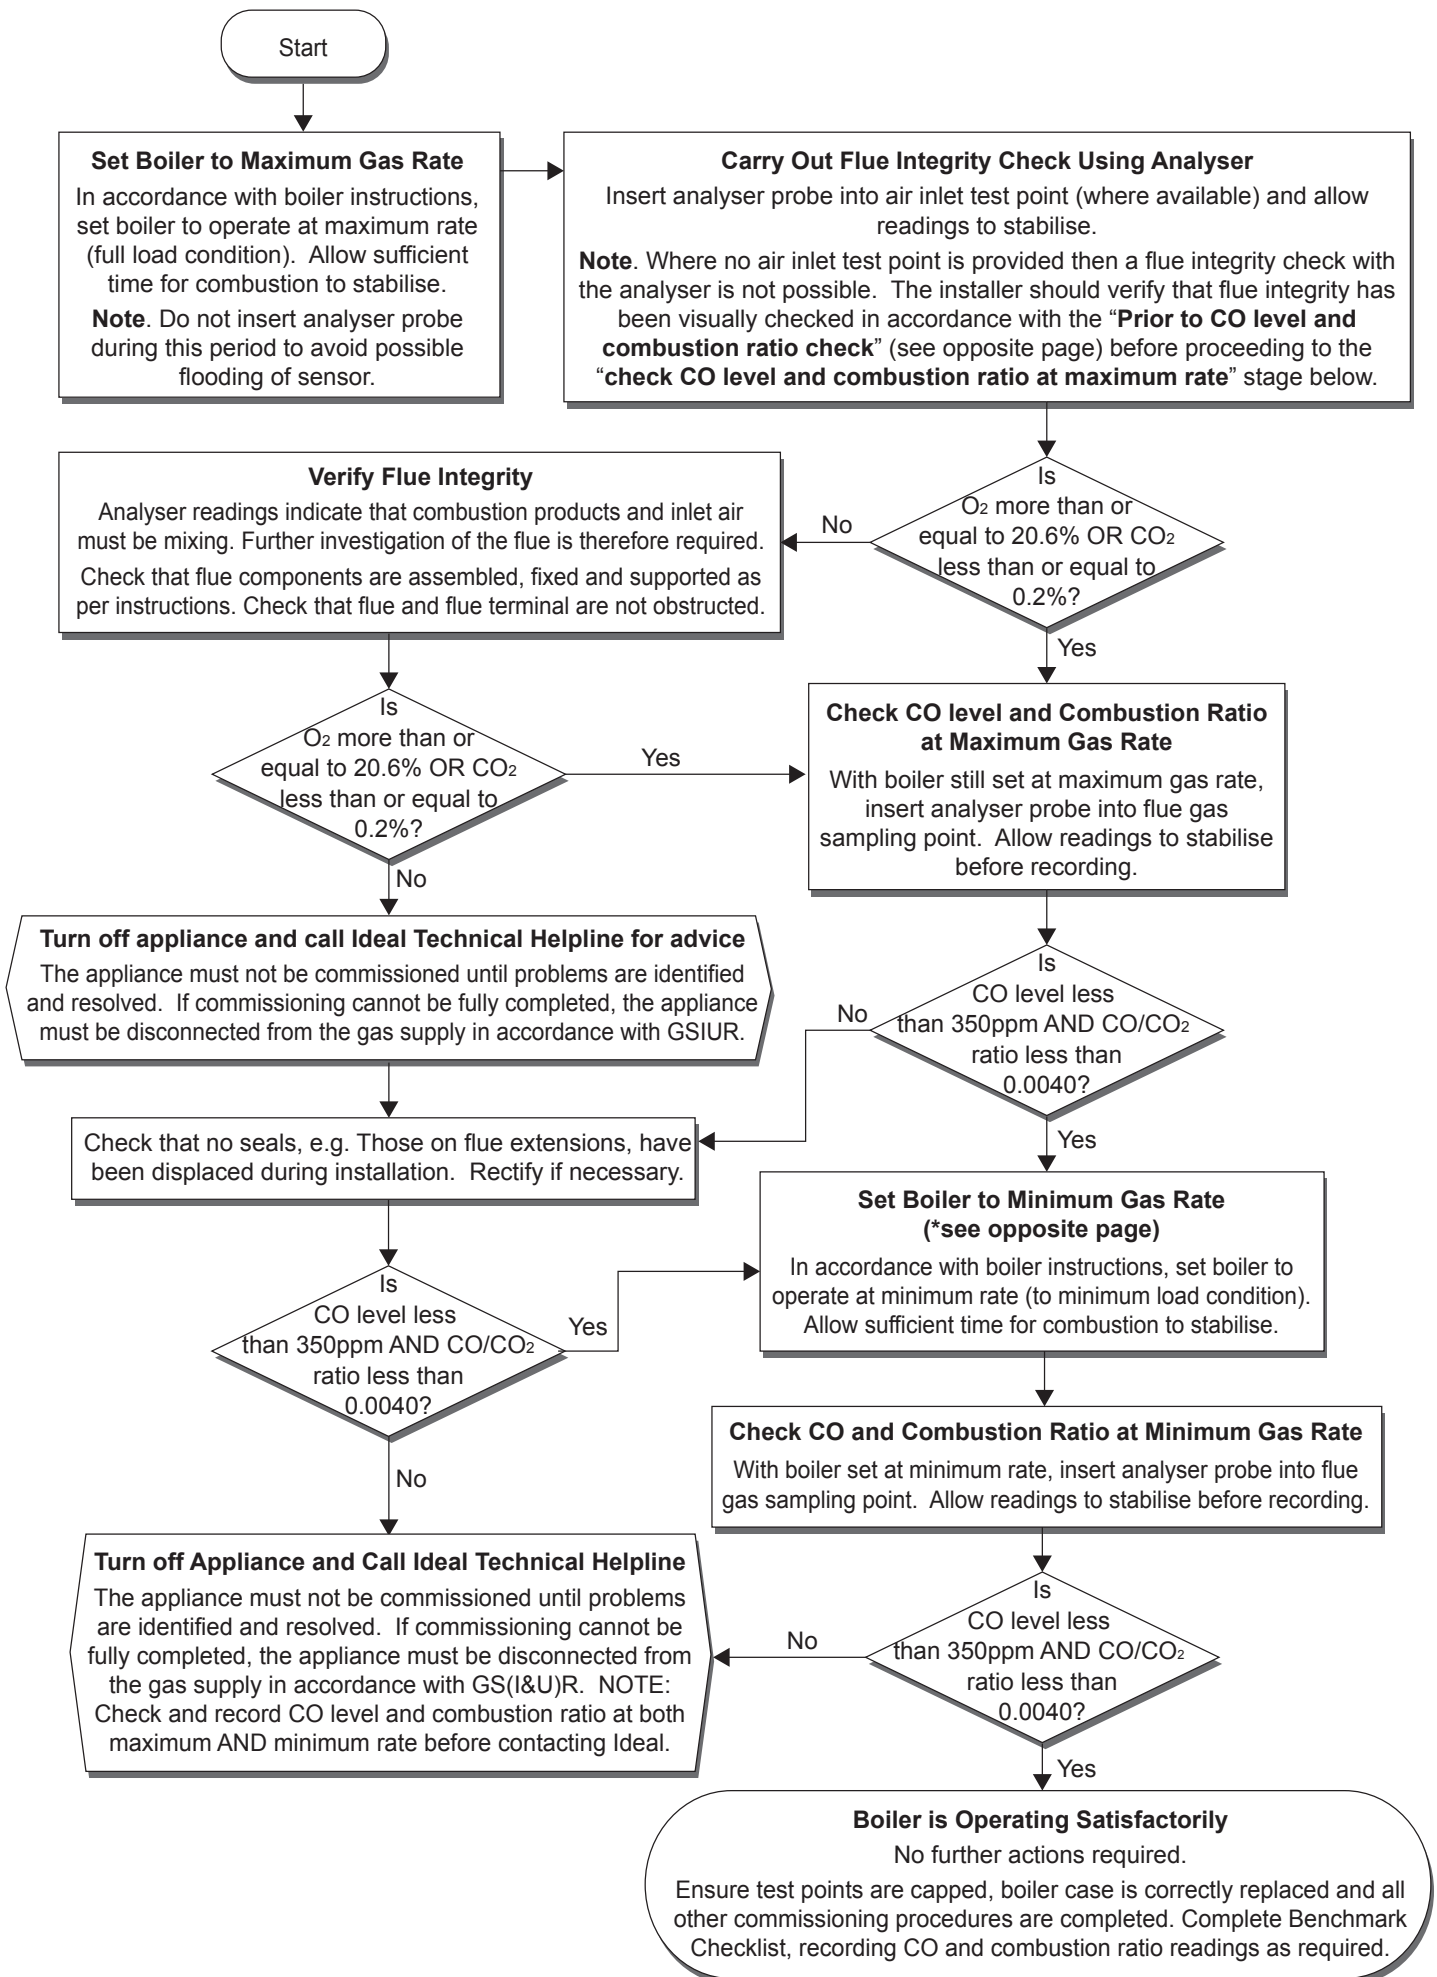 Start
Set Boiler to Maximum Gas Rate
In accordance with boiler instructions,
set boiler to operate at maximum rate
(full load condition).  Allow sufficient
time for combustion to stabilise.
Note. Do not insert analyser probe
during this period to avoid possible
flooding of sensor.
Carry Out Flue Integrity Check Using Analyser
Insert analyser probe into air inlet test point (where available) and allow
readings to stabilise.
Note. Where no air inlet test point is provided then a flue integrity check with
the analyser is not possible.  The installer should verify that flue integrity has
been visually checked in accordance with the “Prior to CO level and
combustion ratio check” (see opposite page) before proceeding to the
“check CO level and combustion ratio at maximum rate” stage below.
Is
O2 more than or
equal to 20.6% OR CO2
less than or equal to
0.2%?
No
Yes
Verify Flue Integrity
Analyser readings indicate that combustion products and inlet air
must be mixing. Further investigation of the flue is therefore required.
Check that flue components are assembled, fixed and supported as
per instructions. Check that flue and flue terminal are not obstructed.
Is
O2 more than or
equal to 20.6% OR CO2
less than or equal to
0.2%?
Yes
No
Check CO level and Combustion Ratio
at Maximum Gas Rate
With boiler still set at maximum gas rate,
insert analyser probe into flue gas
sampling point.  Allow readings to stabilise
before recording.
Turn off appliance and call Ideal Technical Helpline for advice
The appliance must not be commissioned until problems are identified
and resolved.  If commissioning cannot be fully completed, the appliance
must be disconnected from the gas supply in accordance with GSIUR.
Is
CO level less
than 350ppm AND CO/CO2
ratio less than
0.0040?
No
Yes
Check that no seals, e.g. Those on flue extensions, have
been displaced during installation.  Rectify if necessary.
Set Boiler to Minimum Gas Rate
(*see opposite page)
In accordance with boiler instructions, set boiler to
operate at minimum rate (to minimum load condition).
Allow sufficient time for combustion to stabilise.
Is
CO level less
than 350ppm AND CO/CO2
ratio less than
0.0040?
Yes
No
Check CO and Combustion Ratio at Minimum Gas Rate
With boiler set at minimum rate, insert analyser probe into flue
gas sampling point.  Allow readings to stabilise before recording.
Turn off Appliance and Call Ideal Technical Helpline
The appliance must not be commissioned until problems
are identified and resolved.  If commissioning cannot be
fully completed, the appliance must be disconnected from
the gas supply in accordance with GS(I&U)R.  NOTE:
Check and record CO level and combustion ratio at both
maximum AND minimum rate before contacting Ideal.
Is
CO level less
than 350ppm AND CO/CO2
ratio less than
0.0040?
No
Yes
Boiler is Operating Satisfactorily
No further actions required.
Ensure test points are capped, boiler case is correctly replaced and all
other commissioning procedures are completed. Complete Benchmark
Checklist, recording CO and combustion ratio readings as required.